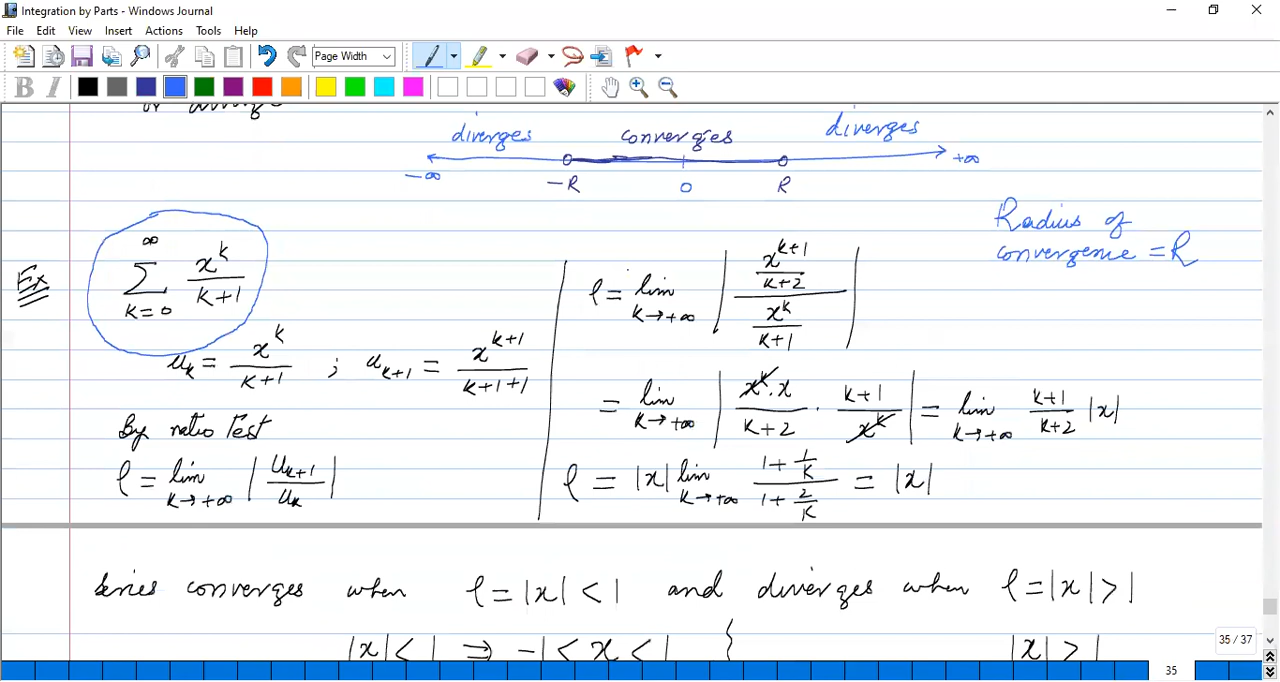 Integration by Parts - Windows Journal
File Edit View Insert Actions Tools Help
Page Width
B I
diverges converges diverges
-∞ -R 0 R +∞
Radius of
convergence = R
Ex
∞
∑ x^k / (k+1)
k=0
u_k = x^k / (k+1) ; u_{k+1} = x^{k+1} / (k+1+1)
By ratio Test
ρ = lim_{k→+∞} | u_{k+1} / u_k |
ρ = lim_{k→+∞} | (x^{k+1} / (k+2)) / (x^k / (k+1)) |
= lim_{k→+∞} | (x^k · x) / (k+2) · (k+1) / x^k | = lim_{k→+∞} (k+1)/(k+2) |x|
ρ = |x| lim_{k→+∞} (1 + 1/k) / (1 + 2/k) = |x|
Series converges when ρ = |x| < 1 and diverges when ρ = |x| > 1
|x| < 1 ⇒ -1 < x < 1 |x| > 1
35 / 37
35